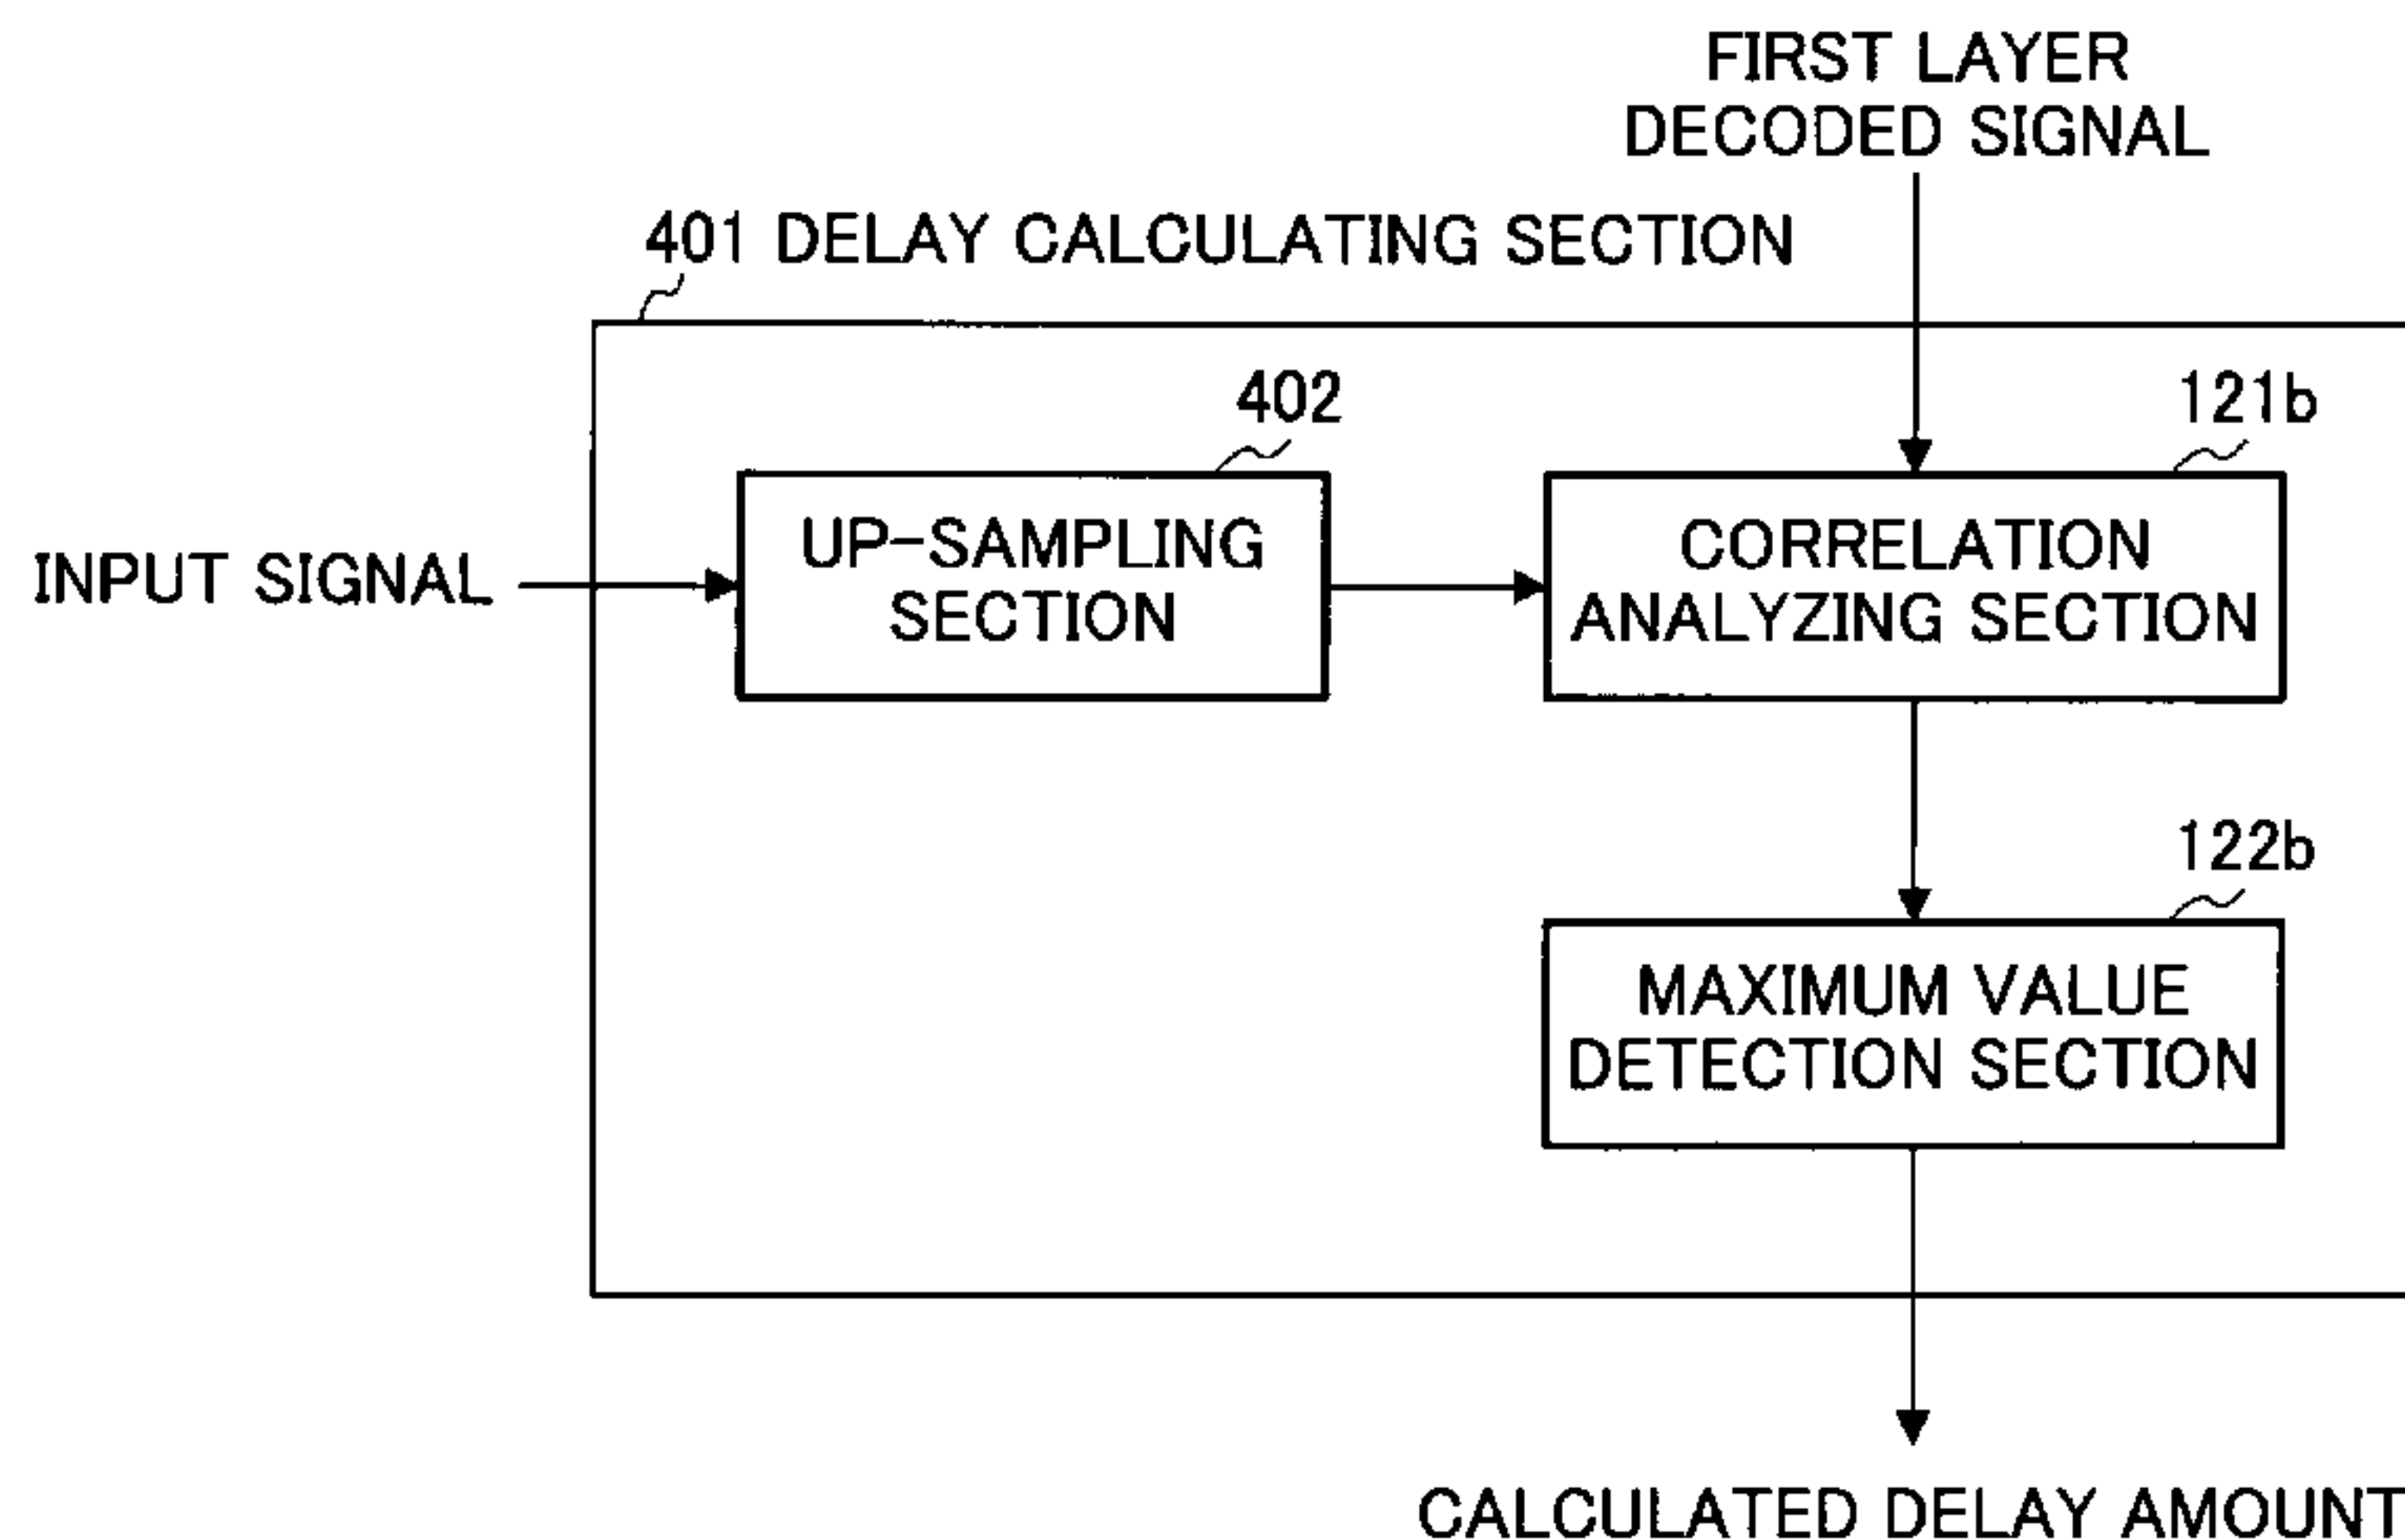 FIRST LAYER
DECODED SIGNAL
401 DELAY CALCULATING SECTION
402
121b
INPUT SIGNAL
UP-SAMPLING
SECTION
CORRELATION
ANALYZING SECTION
122b
MAXIMUM VALUE
DETECTION SECTION
CALCULATED DELAY AMOUNT